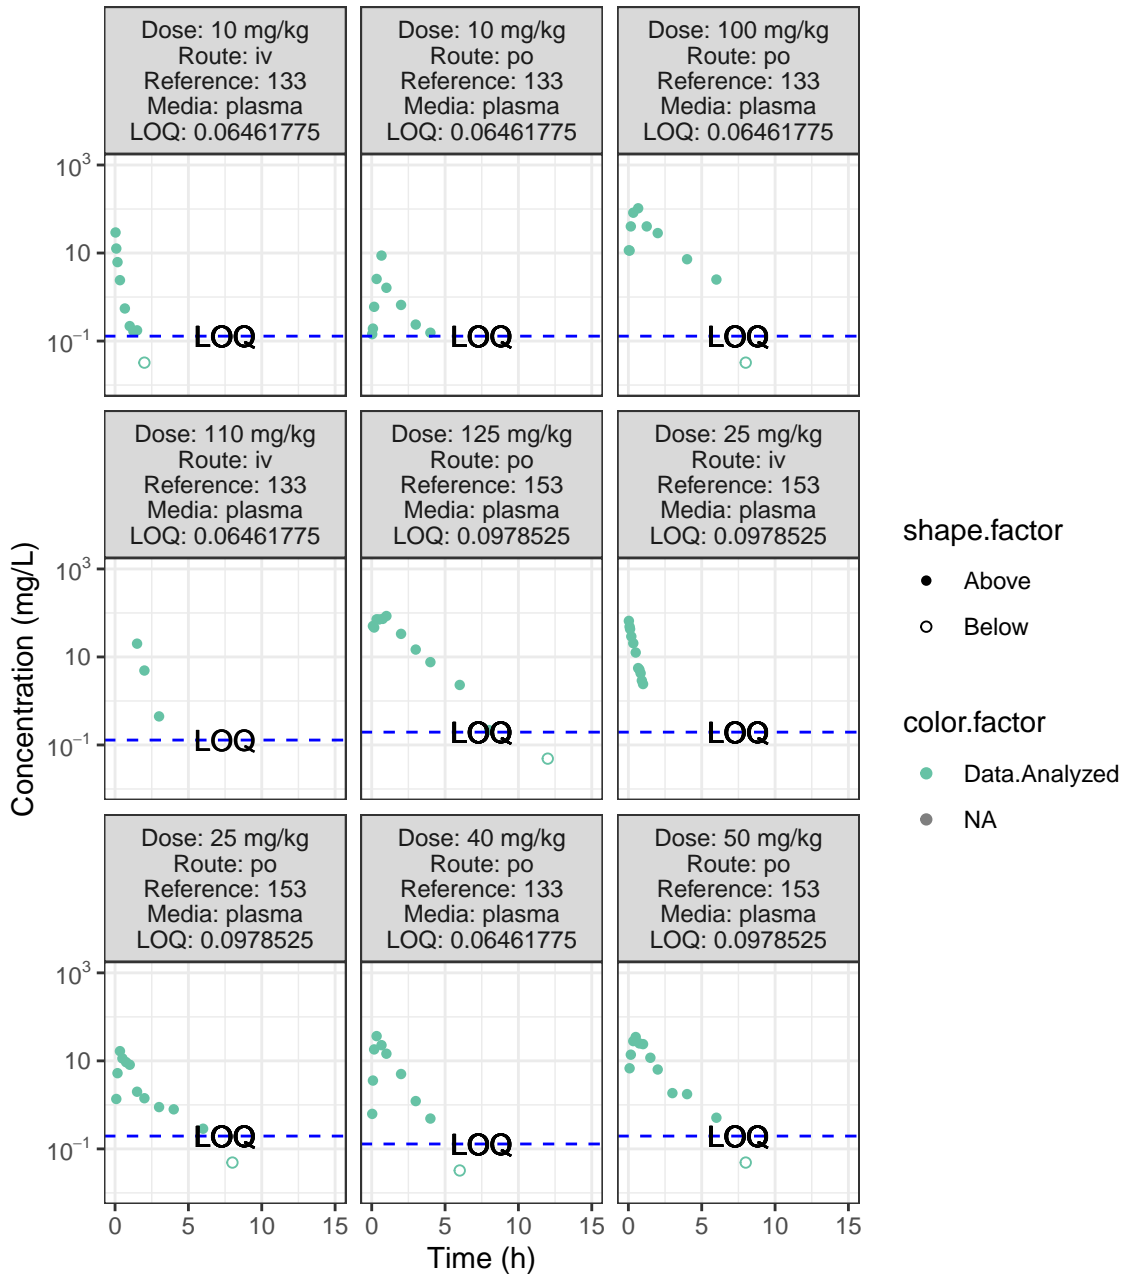 Dose: 10 mg/kg
Route: iv
Reference: 133
Media: plasma
LOQ: 0.06461775
Dose: 10 mg/kg
Route: po
Reference: 133
Media: plasma
LOQ: 0.06461775
Dose: 100 mg/kg
Route: po
Reference: 133
Media: plasma
LOQ: 0.06461775
10³
10
10⁻¹
LOQ
LOQ
LOQ
Dose: 110 mg/kg
Route: iv
Reference: 133
Media: plasma
LOQ: 0.06461775
Dose: 125 mg/kg
Route: po
Reference: 153
Media: plasma
LOQ: 0.0978525
Dose: 25 mg/kg
Route: iv
Reference: 153
Media: plasma
LOQ: 0.0978525
10³
10
10⁻¹
LOQ
LOQ
LOQ
Dose: 25 mg/kg
Route: po
Reference: 153
Media: plasma
LOQ: 0.0978525
Dose: 40 mg/kg
Route: po
Reference: 133
Media: plasma
LOQ: 0.06461775
Dose: 50 mg/kg
Route: po
Reference: 153
Media: plasma
LOQ: 0.0978525
10³
10
10⁻¹
LOQ
LOQ
LOQ
0 5 10 15
0 5 10 15
0 5 10 15
Time (h)
Concentration (mg/L)
shape.factor
Above
Below
color.factor
Data.Analyzed
NA